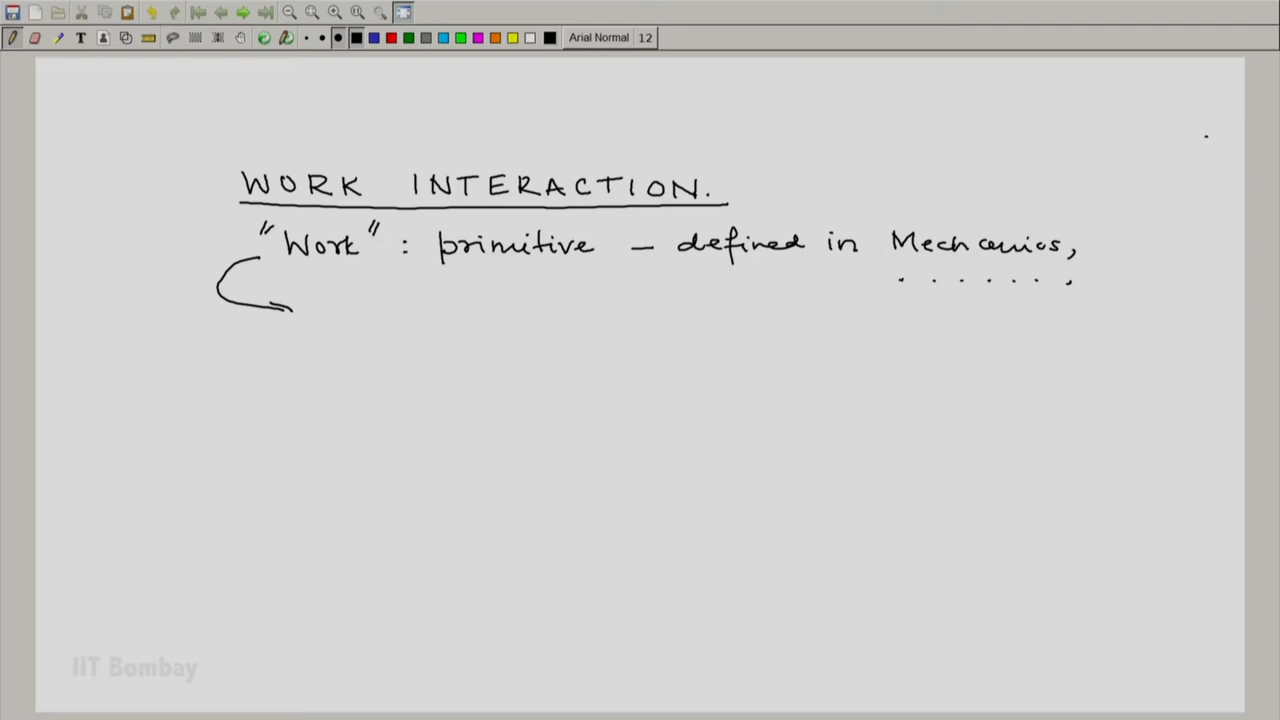 Arial Normal 12
WORK INTERACTION.
"Work" : primitive – defined in Mechanics,
. . . . . . ,
IIT Bombay